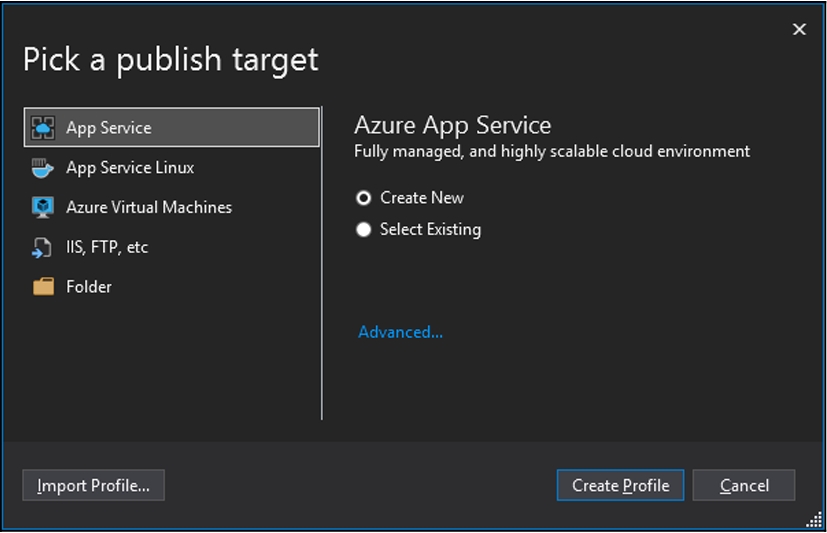 Pick a publish target
App Service
App Service Linux
Azure Virtual Machines
IIS, FTP, etc
Folder
Azure App Service
Fully managed, and highly scalable cloud environment
Create New
Select Existing
Advanced...
Import Profile...
Create Profile
Cancel